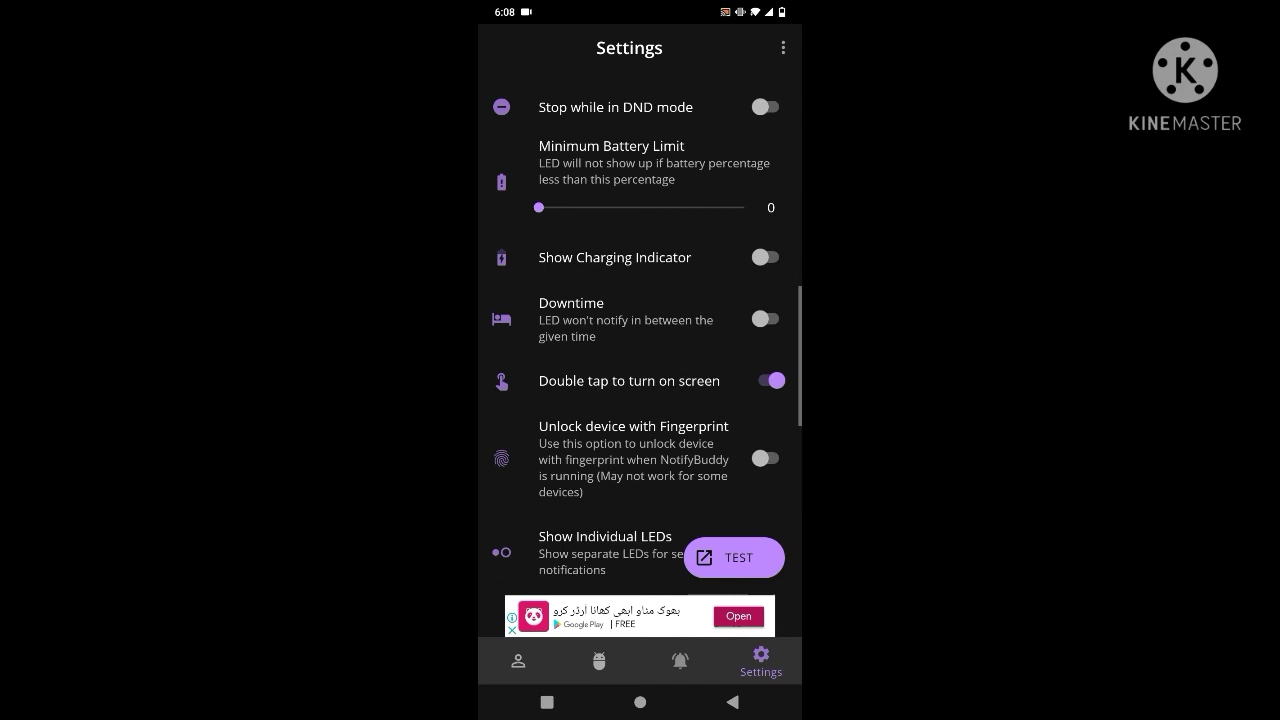 6:08
Settings
KINEMASTER
Stop while in DND mode
Minimum Battery Limit
LED will not show up if battery percentage
less than this percentage
0
Show Charging Indicator
Downtime
LED won't notify in between the
given time
Double tap to turn on screen
Unlock device with Fingerprint
Use this option to unlock device
with fingerprint when NotifyBuddy
is running (May not work for some
devices)
Show Individual LEDs
Show separate LEDs for se
notifications
TEST
بھوک مٹاو ابھی کھانا آرڈر کرو
Google Play | FREE
Open
Settings